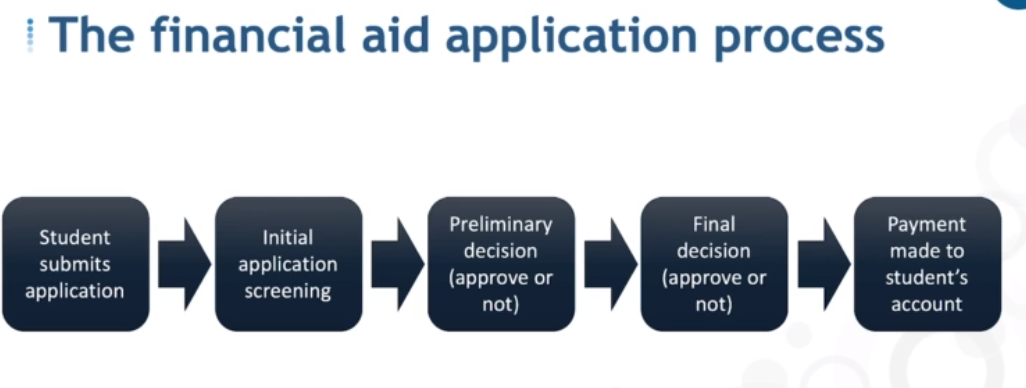 The financial aid application process
Student
submits
application
Initial
application
screening
Preliminary
decision
(approve or
not)
Final
decision
(approve or
not)
Payment
made to
student's
account